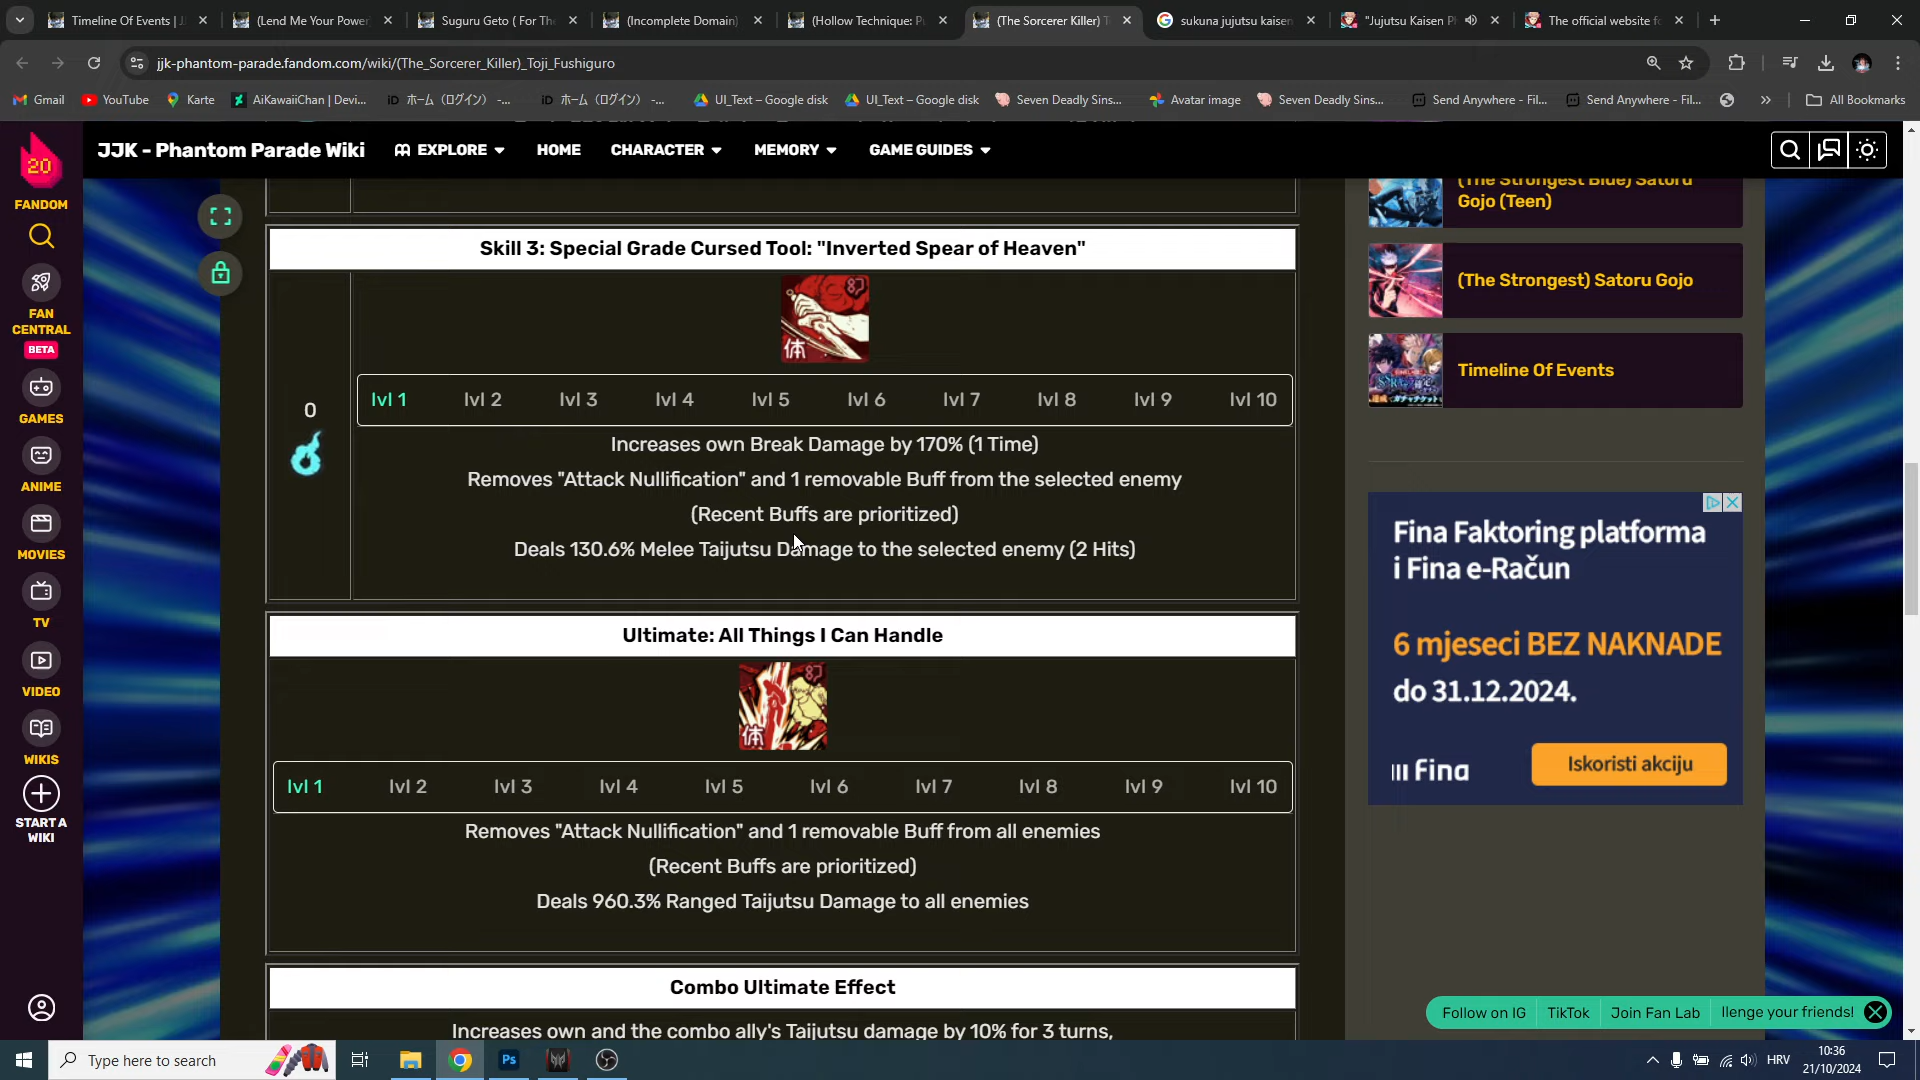 Timeline Of Events | J
(Lend Me Your Power
Suguru Geto ( For The
(Incomplete Domain)
(Hollow Technique: P
(The Sorcerer Killer) T
sukuna jujutsu kaisen
"Jujutsu Kaisen P
The official website fo
jjk-phantom-parade.fandom.com/wiki/(The_Sorcerer_Killer)_Toji_Fushiguro
Gmail
YouTube
Karte
AiKawaiiChan | Devi...
ホーム（ログイン） -...
ホーム（ログイン） -...
UI_Text – Google disk
UI_Text – Google disk
Seven Deadly Sins...
Avatar image
Seven Deadly Sins...
Send Anywhere - Fil...
Send Anywhere - Fil...
All Bookmarks
JJK - Phantom Parade Wiki
EXPLORE
HOME
CHARACTER
MEMORY
GAME GUIDES
20
FANDOM
FAN
CENTRAL
BETA
GAMES
ANIME
MOVIES
TV
VIDEO
WIKIS
START A
WIKI
Skill 3: Special Grade Cursed Tool: "Inverted Spear of Heaven"
体
0
lvl 1 lvl 2 lvl 3 lvl 4 lvl 5 lvl 6 lvl 7 lvl 8 lvl 9 lvl 10
Increases own Break Damage by 170% (1 Time)
Removes "Attack Nullification" and 1 removable Buff from the selected enemy
(Recent Buffs are prioritized)
Deals 130.6% Melee Taijutsu Damage to the selected enemy (2 Hits)
Ultimate: All Things I Can Handle
体
lvl 1 lvl 2 lvl 3 lvl 4 lvl 5 lvl 6 lvl 7 lvl 8 lvl 9 lvl 10
Removes "Attack Nullification" and 1 removable Buff from all enemies
(Recent Buffs are prioritized)
Deals 960.3% Ranged Taijutsu Damage to all enemies
Combo Ultimate Effect
Increases own and the combo ally's Taijutsu damage by 10% for 3 turns,
(The Strongest Blue) Satoru
Gojo (Teen)
(The Strongest) Satoru Gojo
Timeline Of Events
Fina Faktoring platforma
i Fina e-Račun
6 mjeseci BEZ NAKNADE
do 31.12.2024.
Fina
Iskoristi akciju
Follow on IG
TikTok
Join Fan Lab
llenge your friends!
Type here to search
Ps
HRV
10:36
21/10/2024